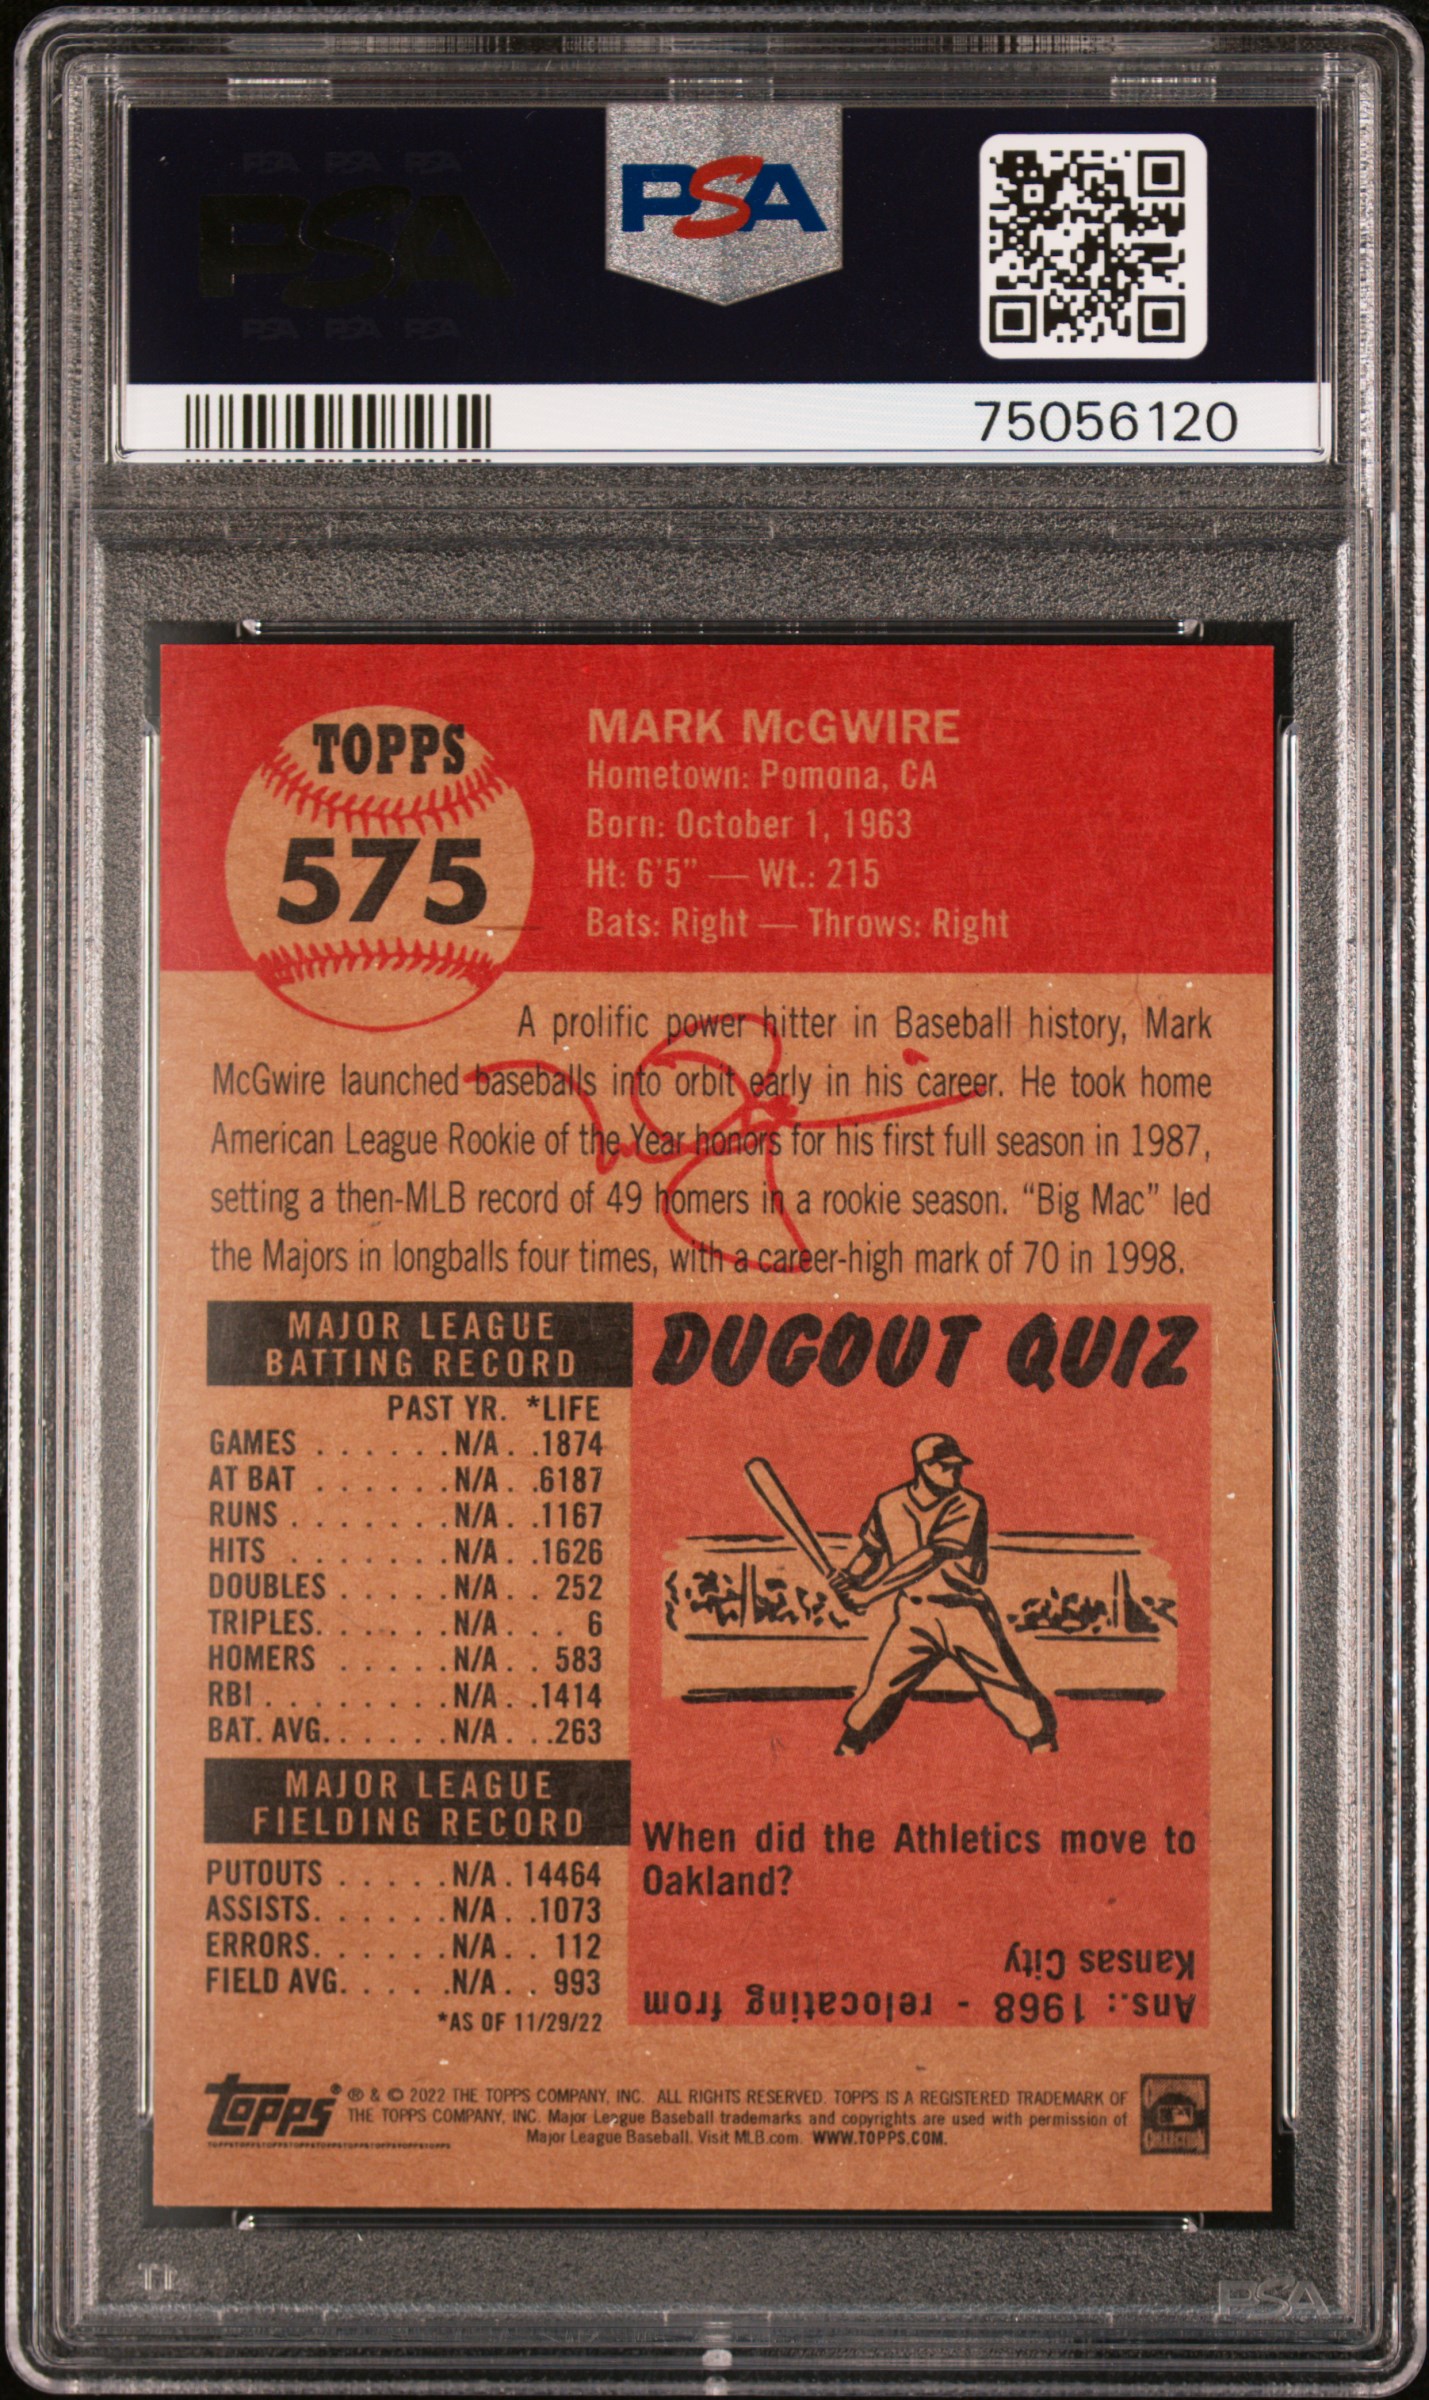 PSA PSA PSA
PSA
PSA PSA PSA
PSA
75056120
TOPPS
575
MARK McGWIRE
Hometown: Pomona, CA
Born: October 1, 1963
Ht: 6'5" — Wt.: 215
Bats: Right — Throws: Right
A prolific power hitter in Baseball history, Mark
McGwire launched baseballs into orbit early in his career. He took home
American League Rookie of the Year honors for his first full season in 1987,
setting a then-MLB record of 49 homers in a rookie season. “Big Mac” led
the Majors in longballs four times, with a career-high mark of 70 in 1998.
MAJOR LEAGUE
BATTING RECORD
PAST YR. *LIFE
GAMES . . . . . . .N/A. .1874
AT BAT . . . . . . .N/A. .6187
RUNS . . . . . . . .N/A. .1167
HITS . . . . . . . .N/A. .1626
DOUBLES . . . . . .N/A. . 252
TRIPLES. . . . . . .N/A. . . 6
HOMERS . . . . . .N/A. . 583
RBI . . . . . . . . .N/A. .1414
BAT. AVG. . . . . . .N/A. . .263
MAJOR LEAGUE
FIELDING RECORD
PUTOUTS . . . . . .N/A. 14464
ASSISTS. . . . . . .N/A. .1073
ERRORS. . . . . . .N/A. . 112
FIELD AVG. . . . . .N/A. . 993
*AS OF 11/29/22
DUGOUT QUIZ
When did the Athletics move to
Oakland?
Ans.: 1968 - relocating from
Kansas City
topps ® & © 2022 THE TOPPS COMPANY, INC. ALL RIGHTS RESERVED. TOPPS IS A REGISTERED TRADEMARK OF
THE TOPPS COMPANY, INC. Major League Baseball trademarks and copyrights are used with permission of
Major League Baseball. Visit MLB.com. WWW.TOPPS.COM.
PSA